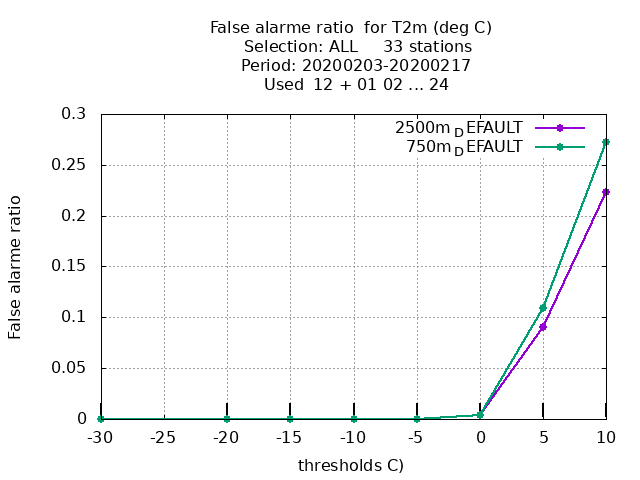 False alarme ratio  for T2m (deg C)
Selection: ALL     33 stations
Period: 20200203-20200217
Used  12 + 01 02 ... 24
0.3
0.25
0.2
0.15
0.1
0.05
0
False alarme ratio
2500m_DEFAULT
750m_DEFAULT
-30 -25 -20 -15 -10 -5 0 5 10
thresholds C)